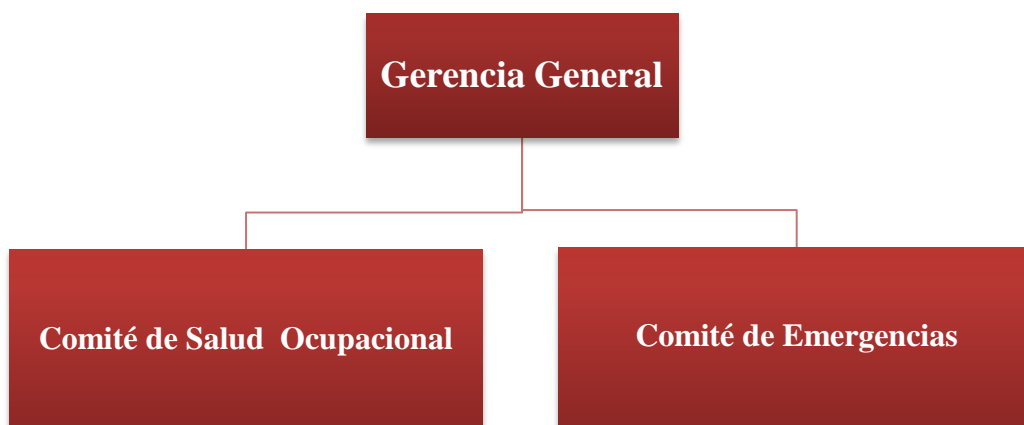 Gerencia General
Comité de Salud Ocupacional
Comité de Emergencias